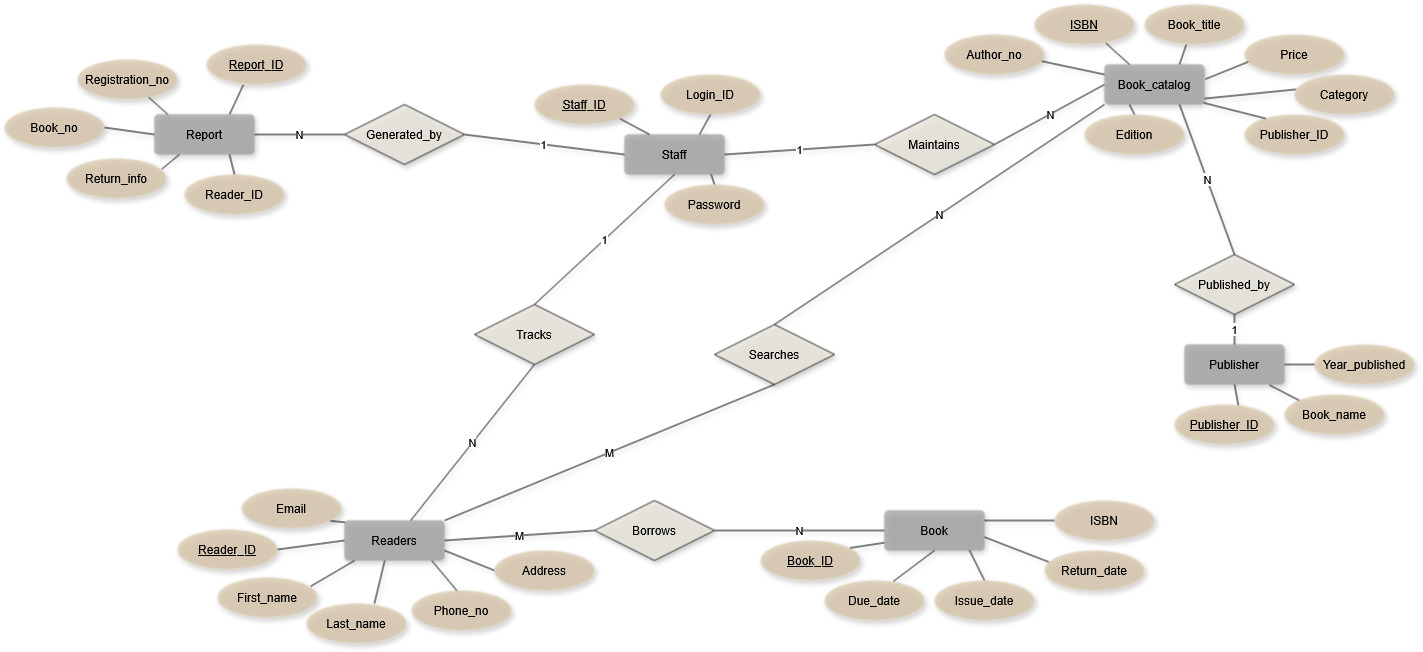 ISBN
Book_title
Author_no
Price
Report_ID
Registration_no
Book_catalog
Category
Login_ID
Staff_ID
N
Book_no
Report
N
Generated_by
Edition
Publisher_ID
1
Maintains
1
Staff
Return_info
N
Reader_ID
Password
N
1
Published_by
1
Tracks
Searches
Publisher
Year_published
Book_name
Publisher_ID
N
M
Email
ISBN
Readers
M
Borrows
N
Book
Reader_ID
Book_ID
Address
Return_date
First_name
Due_date
Issue_date
Phone_no
Last_name